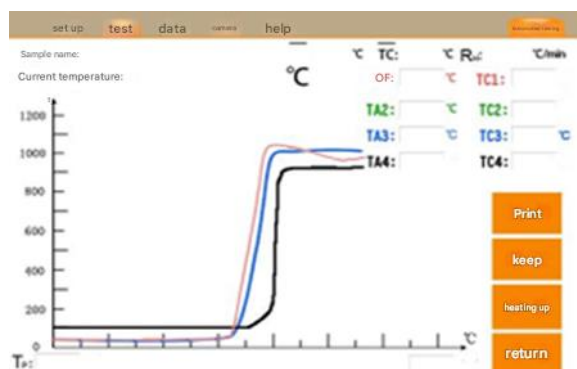 set up test data camera help
Sample name: ℃ TC: ℃ R ℃/min
Current temperature: ℃ OF: ℃ TC1:
TA2: ℃ TC2:
TA3: ℃ TC3: ℃
TA4: TC4:
1200
1000
800
600
400
200
0
℃
Print
keep
heating up
return